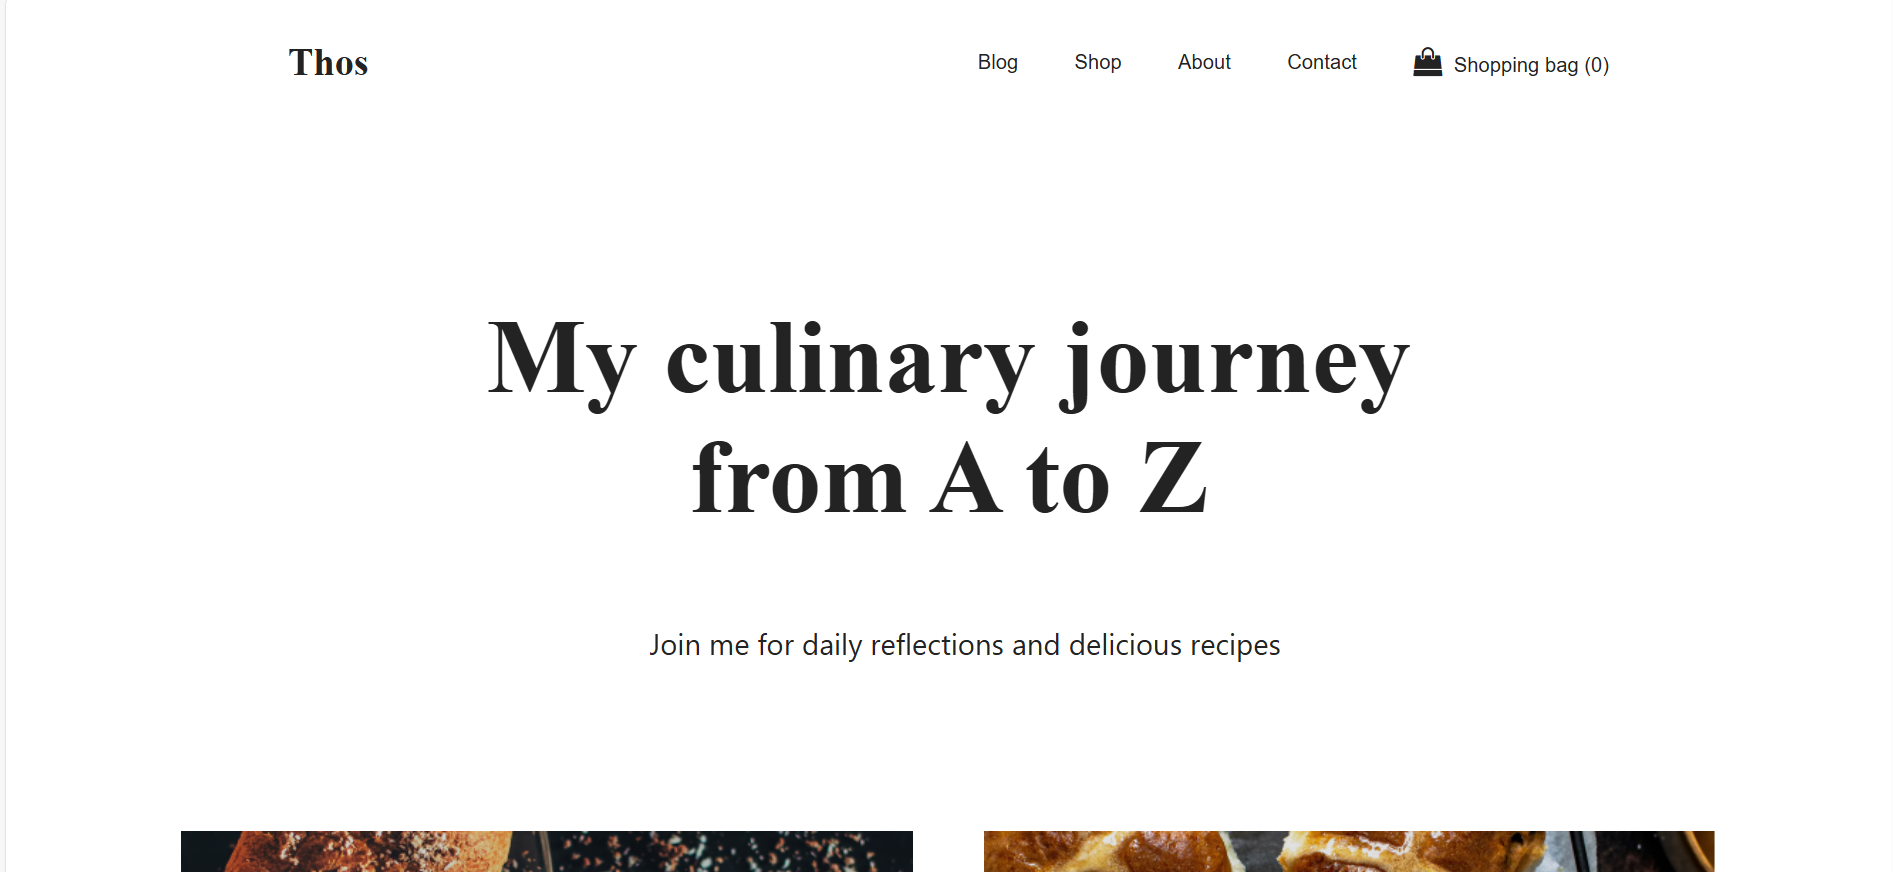 Thos
Blog
Shop
About
Contact
Shopping bag (0)
My culinary journey
from A to Z
Join me for daily reflections and delicious recipes